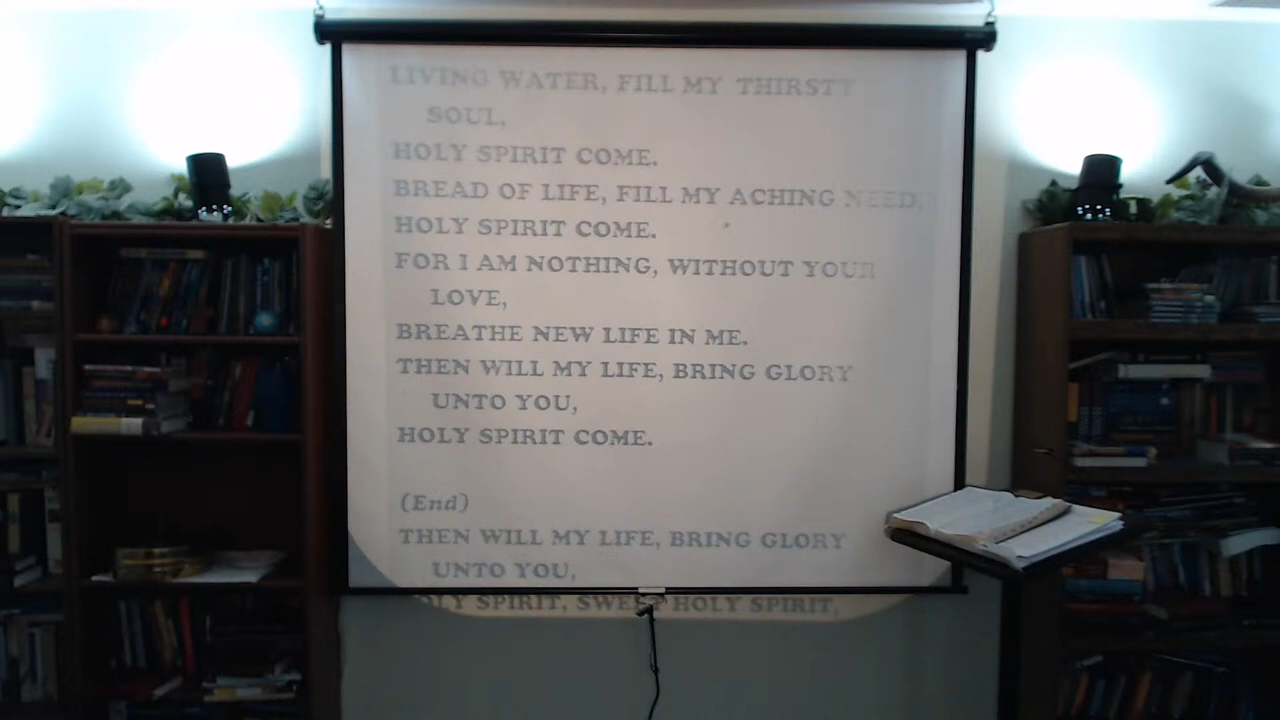 LIVING WATER, FILL MY THIRSTY
SOUL,
HOLY SPIRIT COME.
BREAD OF LIFE, FILL MY ACHING NEED,
HOLY SPIRIT COME.
FOR I AM NOTHING, WITHOUT YOUR
LOVE,
BREATHE NEW LIFE IN ME.
THEN WILL MY LIFE, BRING GLORY
UNTO YOU,
HOLY SPIRIT COME.
(End)
THEN WILL MY LIFE, BRING GLORY
UNTO YOU,
HOLY SPIRIT, SWEET HOLY SPIRIT,